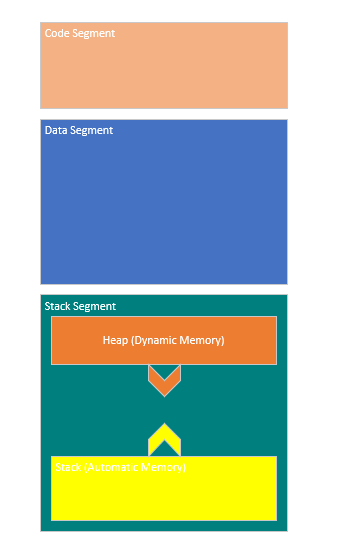 Code Segment
Data Segment
Stack Segment
Heap (Dynamic Memory)
Stack (Automatic Memory)